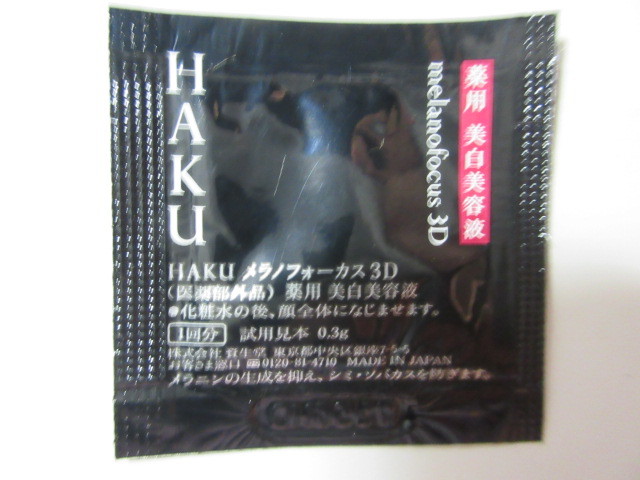 HAKU
melanofocus 3D
薬用 美白美容液
HAKU メラノフォーカス3D
(医薬部外品) 薬用 美白美容液
●化粧水の後、顔全体になじませます。
1回分 試用見本 0.3g
株式会社 資生堂 東京都中央区銀座7-5-5
お客さま窓口 0120-81-4710 MADE IN JAPAN
メラニンの生成を抑え、シミ・ソバカスを防ぎます。